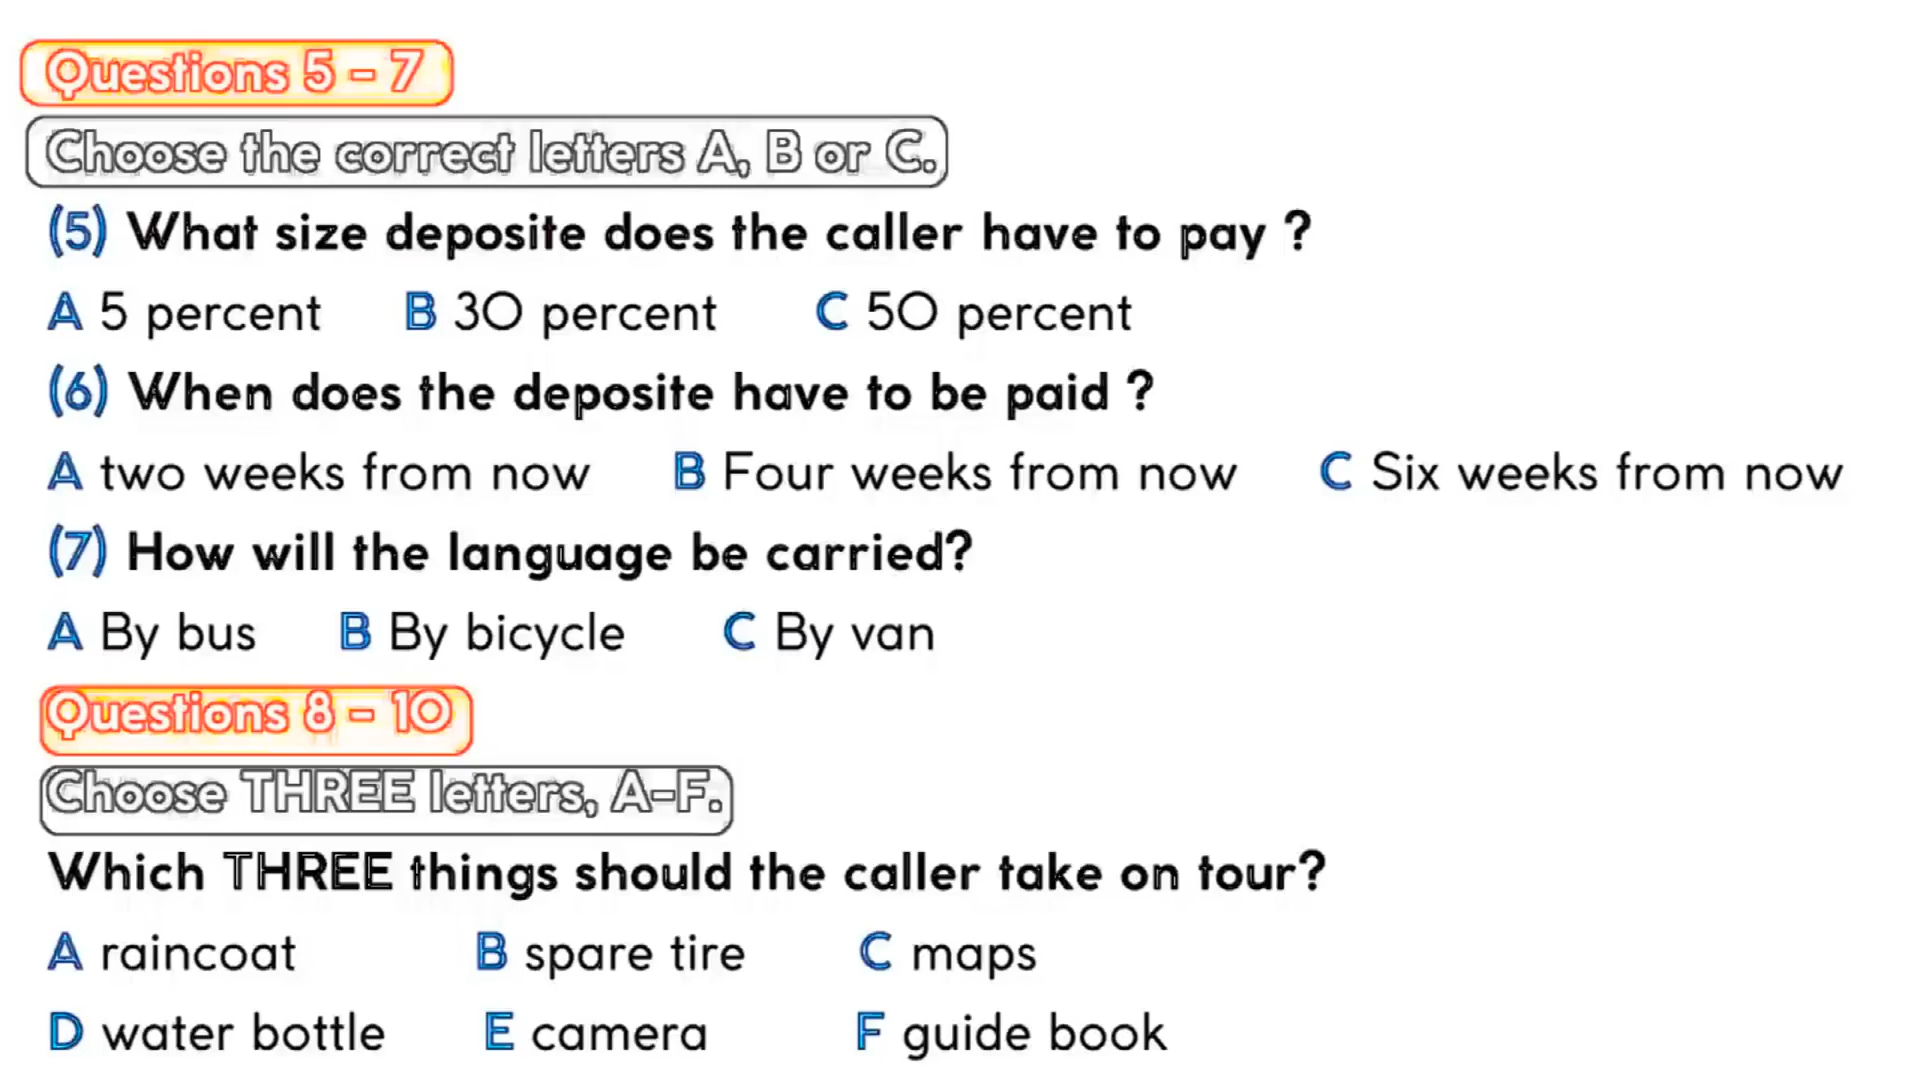 Questions 5 - 7
Choose the correct letters A, B or C.
(5) What size deposite does the caller have to pay ?
A 5 percent B 30 percent C 50 percent
(6) When does the deposite have to be paid ?
A two weeks from now B Four weeks from now C Six weeks from now
(7) How will the language be carried?
A By bus B By bicycle C By van
Questions 8 - 10
Choose THREE letters, A-F.
Which THREE things should the caller take on tour?
A raincoat B spare tire C maps
D water bottle E camera F guide book